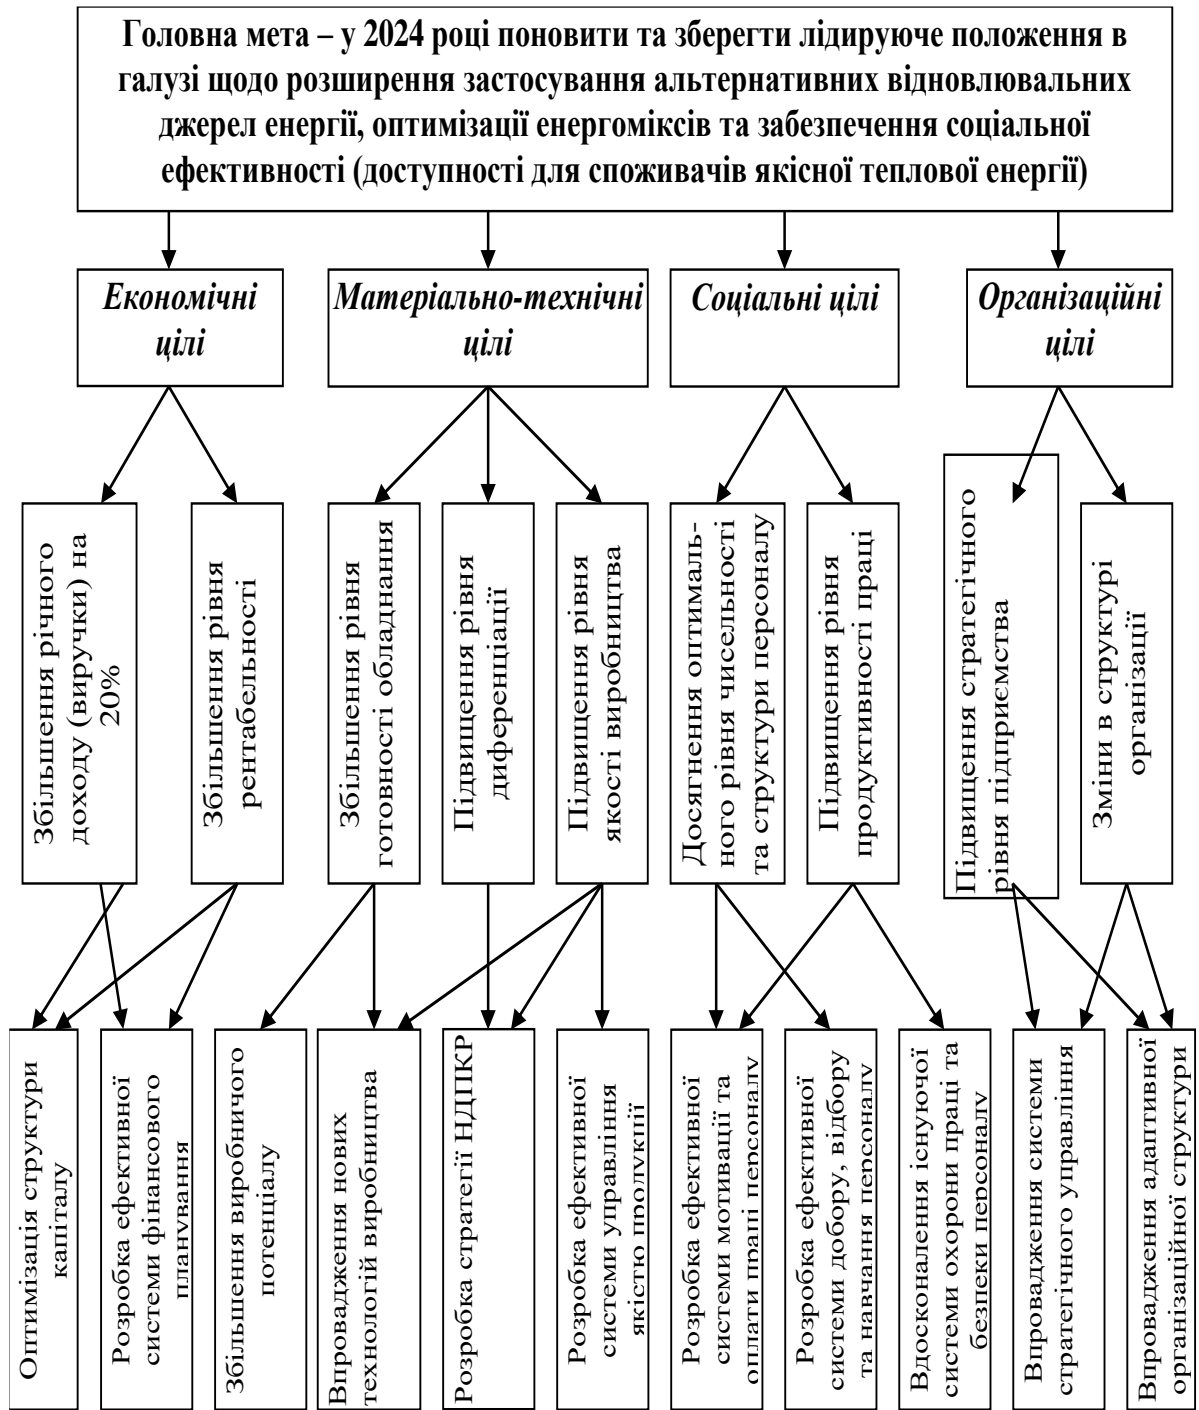 Головна мета – у 2024 році поновити та зберегти лідируюче положення в
галузі щодо розширення застосування альтернативних відновлювальних
джерел енергії, оптимізації енергоміксів та забезпечення соціальної
ефективності (доступності для споживачів якісної теплової енергії)
Економічні
цілі
Матеріально-технічні
цілі
Соціальні цілі
Організаційні
цілі
Збільшення річного
доходу (виручки) на
20%
Збільшення рівня
рентабельності
Збільшення рівня
готовності обладнання
Підвищення рівня
диференціації
Підвищення рівня
якості виробництва
Досягнення оптималь-
ного рівня чисельності
та структури персоналу
Підвищення рівня
продуктивності праці
Підвищення стратегічного
рівня підприємства
Зміни в структурі
організації
Оптимізація структури
капіталу
Розробка ефективної
системи фінансового
планування
Збільшення виробничого
потенціалу
Впровадження нових
технологій виробництва
Розробка стратегії НДПКР
Розробка ефективної
системи управління
якістю продукції
Розробка ефективної
системи мотивації та
оплати праці персоналу
Розробка ефективної
системи добору, відбору
та навчання персоналу
Вдосконалення існуючої
системи охорони праці та
безпеки персоналу
Впровадження системи
стратегічного управління
Впровадження адаптивної
організаційної структури